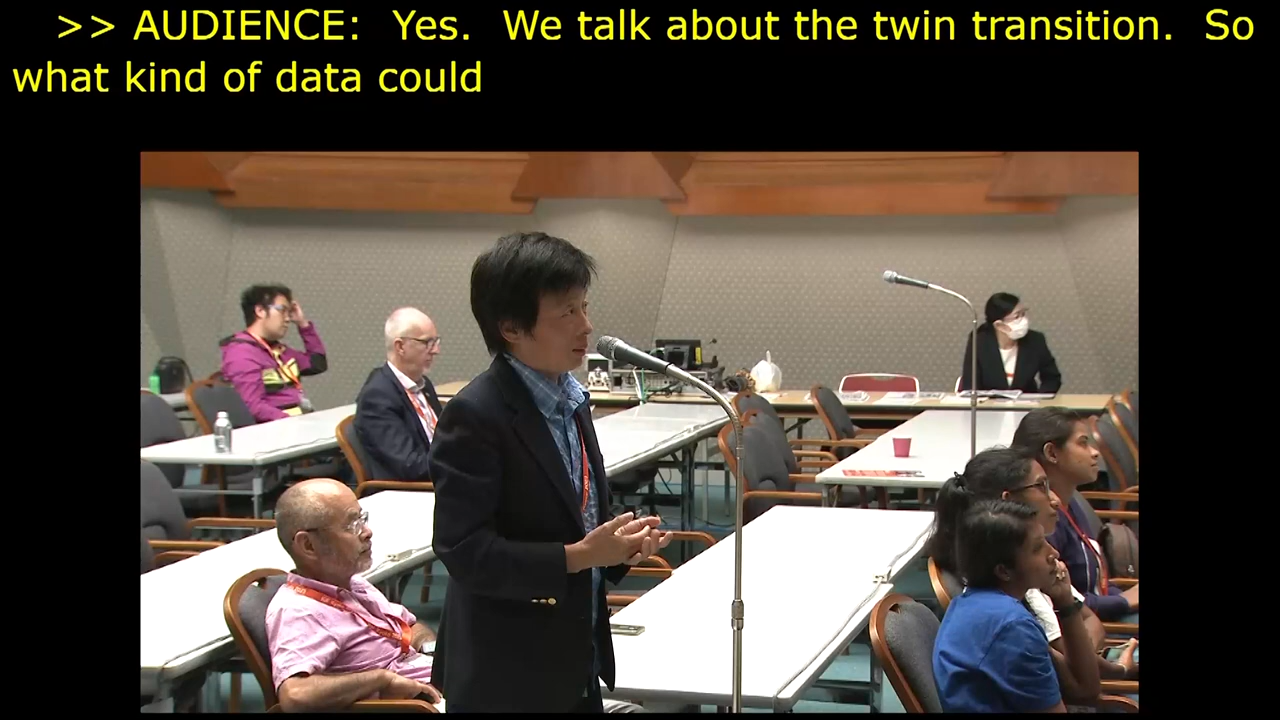 >> AUDIENCE: Yes. We talk about the twin transition. So
what kind of data could